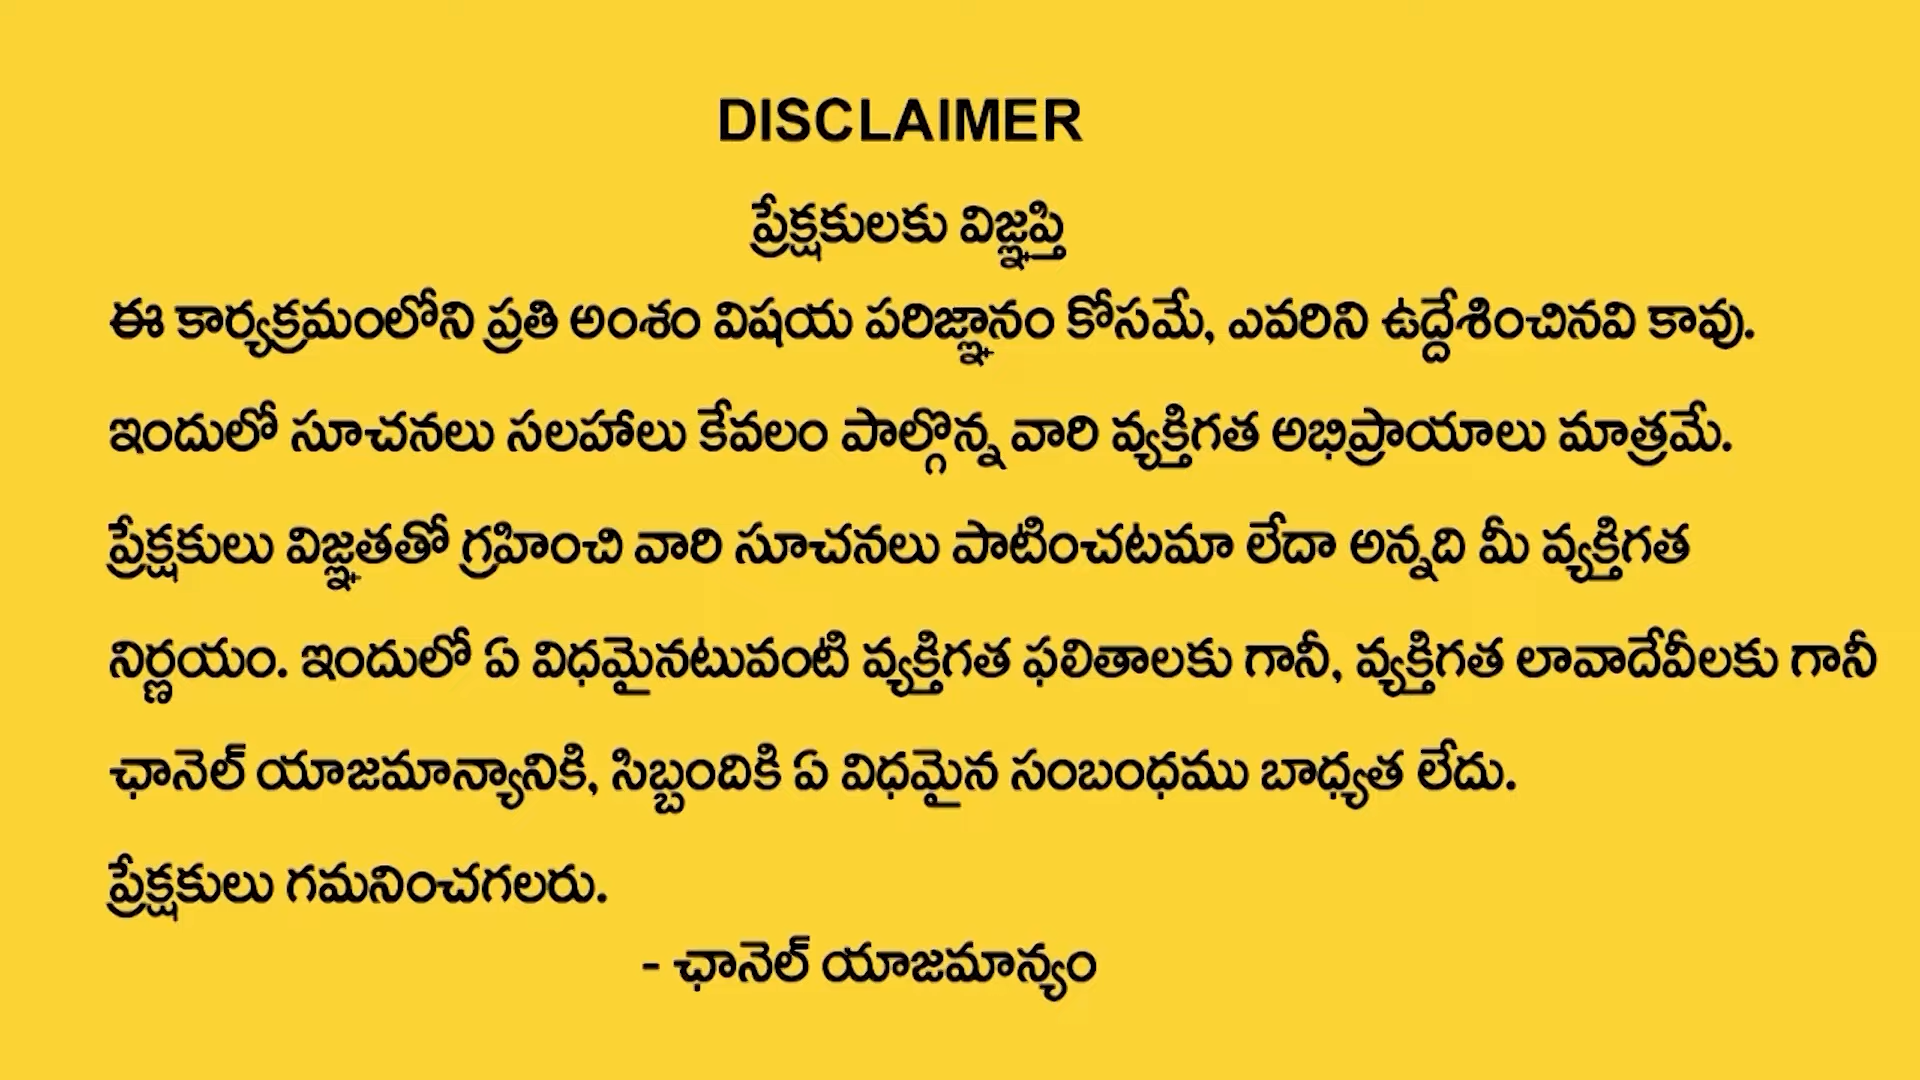 DISCLAIMER
ప్రేక్షకులకు విజ్ఞప్తి
ఈ కార్యక్రమంలోని ప్రతి అంశం విషయ పరిజ్ఞానం కోసమే, ఎవరిని ఉద్దేశించినవి కావు.
ఇందులో సూచనలు సలహాలు కేవలం పాల్గొన్న వారి వ్యక్తిగత అభిప్రాయాలు మాత్రమే.
ప్రేక్షకులు విజ్ఞతతో గ్రహించి వారి సూచనలు పాటించటమా లేదా అన్నది మీ వ్యక్తిగత
నిర్ణయం. ఇందులో ఏ విధమైనటువంటి వ్యక్తిగత ఫలితాలకు గానీ, వ్యక్తిగత లావాదేవీలకు గానీ
ఛానెల్ యాజమాన్యానికి, సిబ్బందికి ఏ విధమైన సంబంధము బాధ్యత లేదు.
ప్రేక్షకులు గమనించగలరు.
- ఛానెల్ యాజమాన్యం